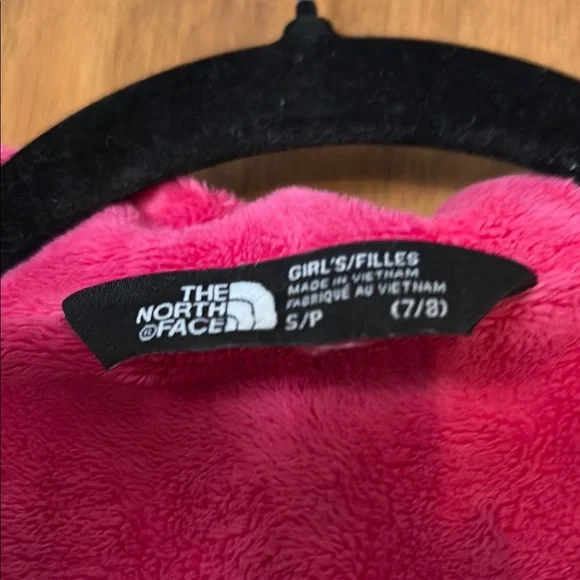 THE
NORTH
®FACE
GIRL'S/FILLES
MADE IN VIETNAM
FABRIQUÉ AU VIETNAM
S/P (7/8)